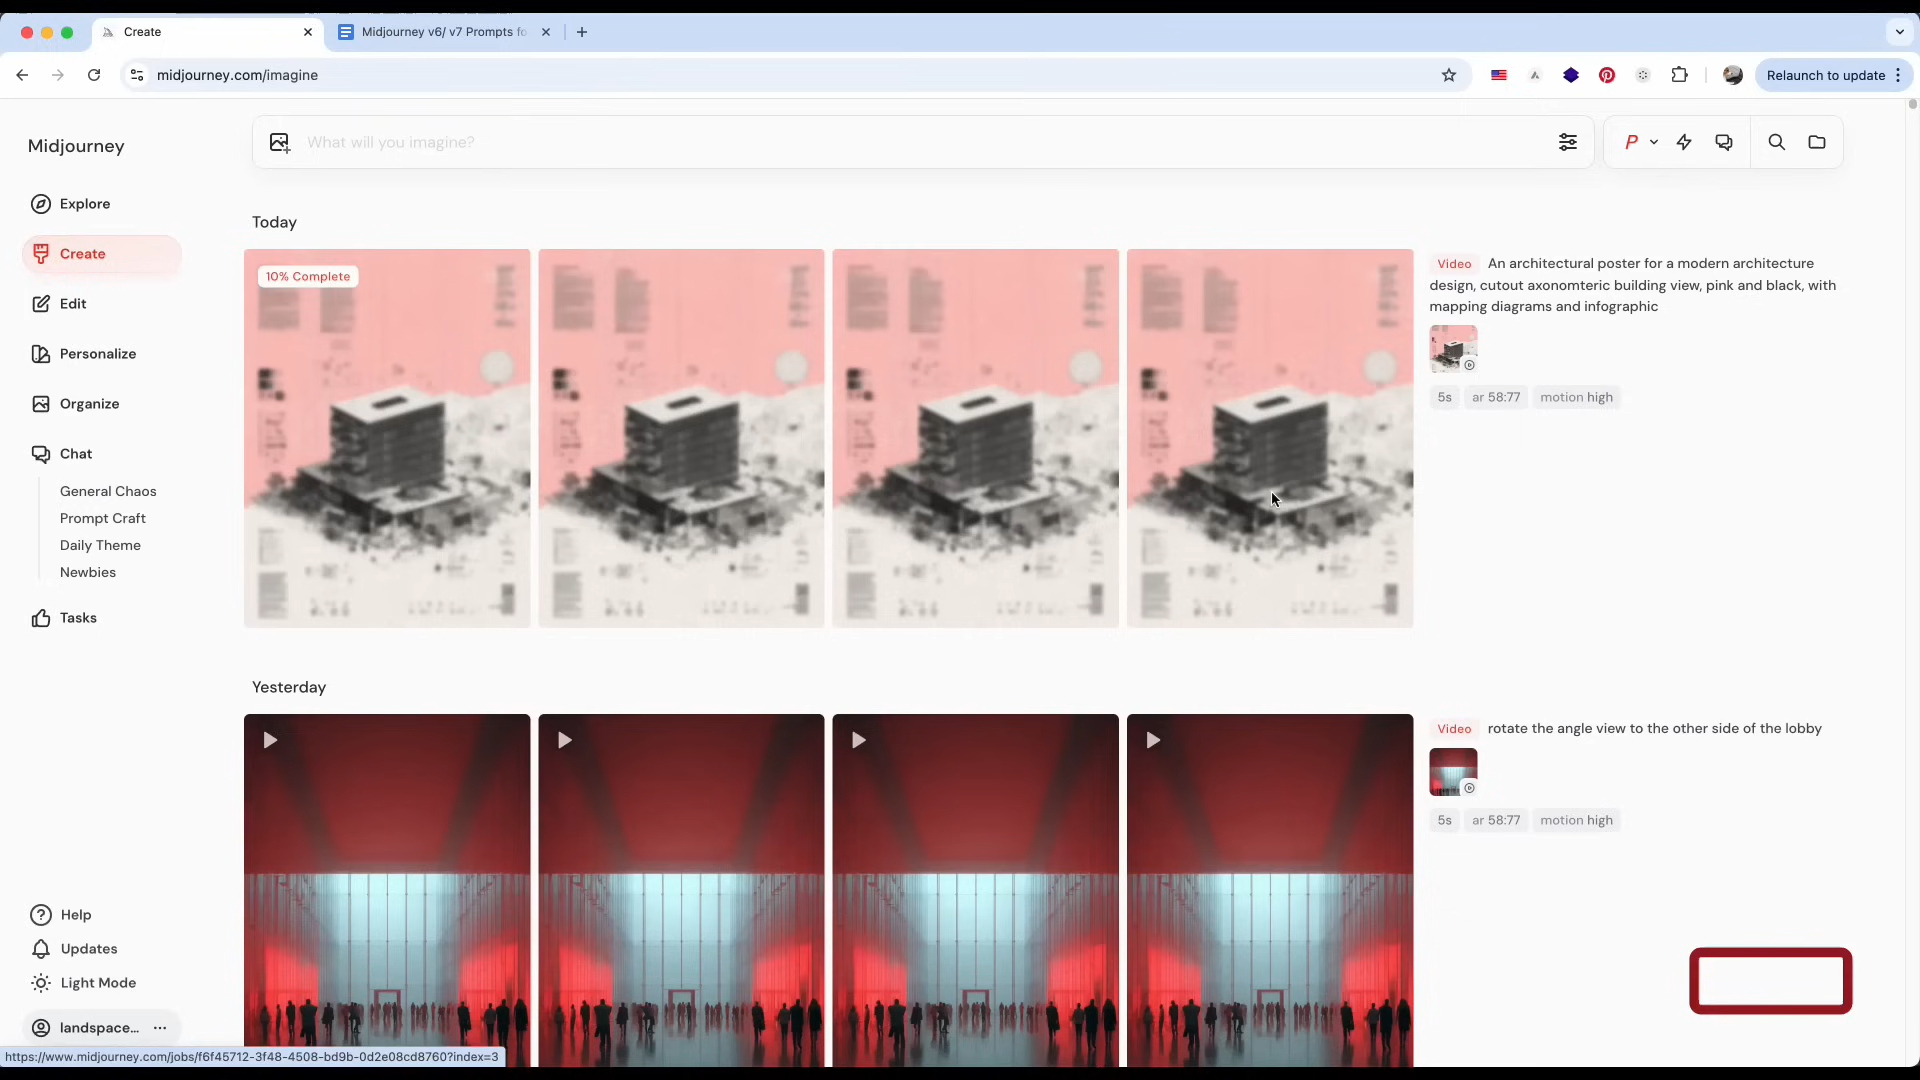 Create
Midjourney v6/ v7 Prompts fo
midjourney.com/imagine
Relaunch to update
Midjourney
What will you imagine?
Explore
Create
Edit
Personalize
Organize
Chat
General Chaos
Prompt Craft
Daily Theme
Newbies
Tasks
Help
Updates
Light Mode
landspace...
Today
10% Complete
Video An architectural poster for a modern architecture
design, cutout axonomteric building view, pink and black, with
mapping diagrams and infographic
5s ar 58:77 motion high
Yesterday
Video rotate the angle view to the other side of the lobby
5s ar 58:77 motion high
https://www.midjourney.com/jobs/f6f45712-3f48-4508-bd9b-0d2e08cd8760?index=3